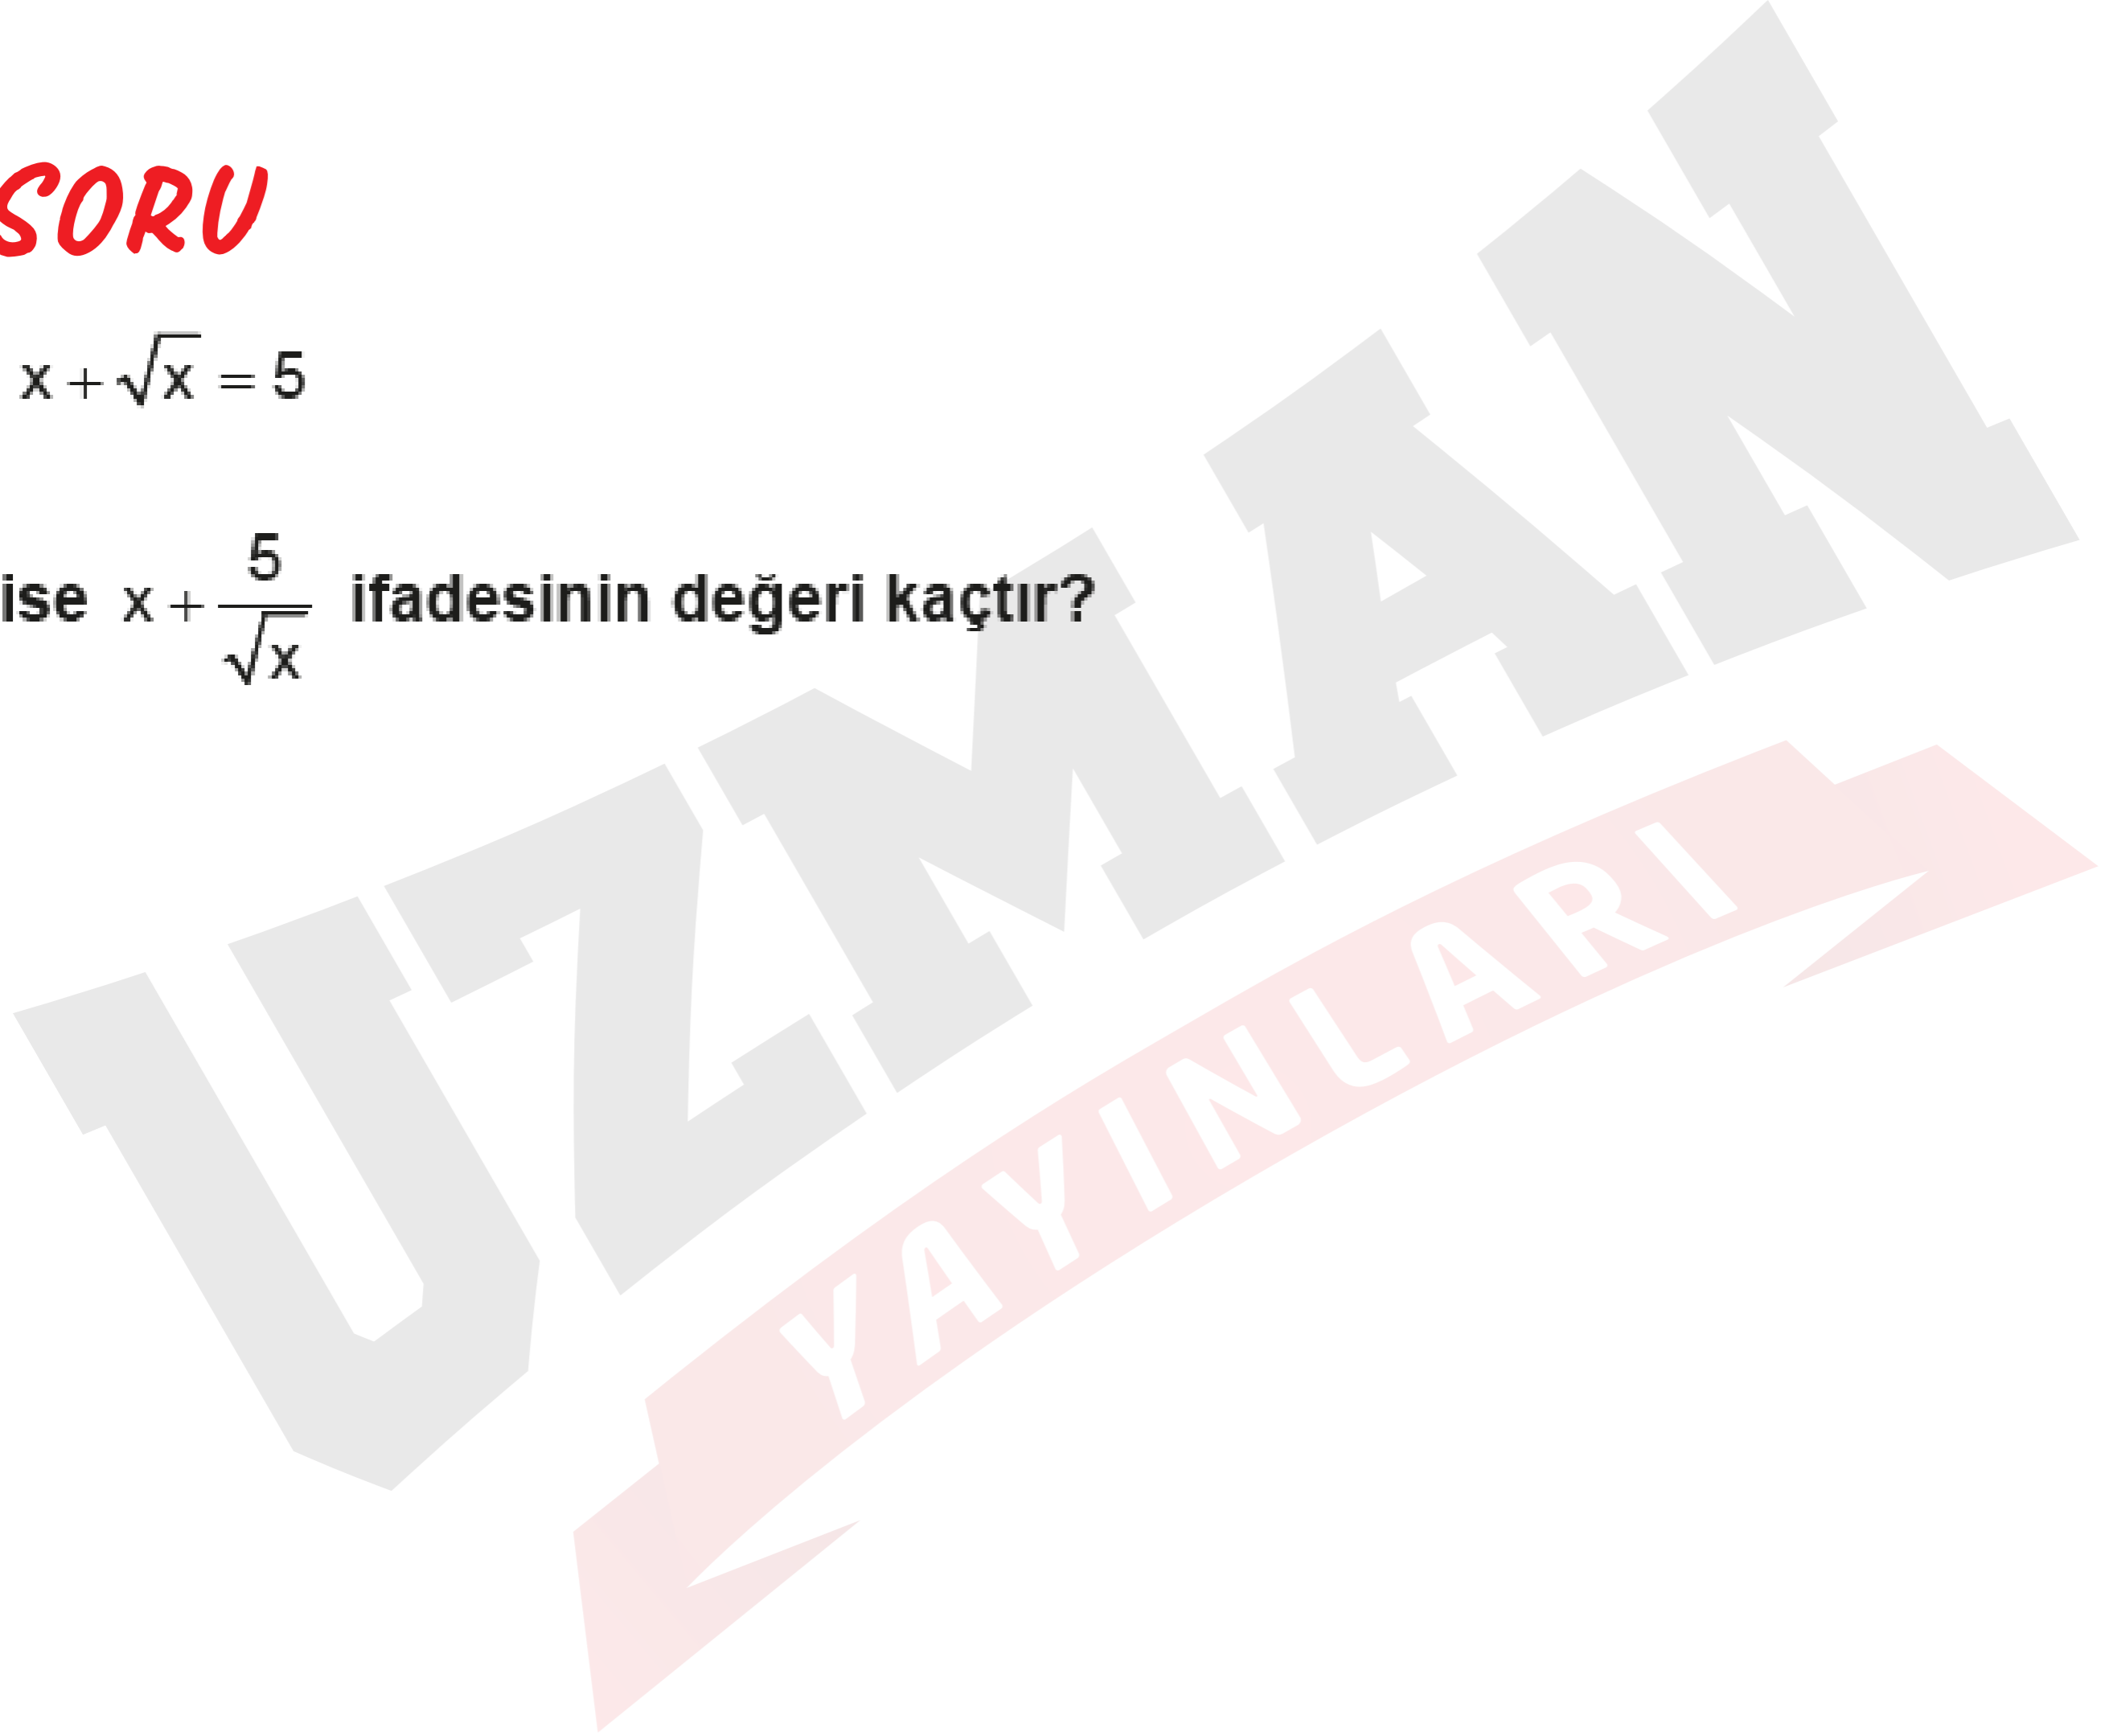 SORU
x + √x = 5
ise x + 5/√x ifadesinin değeri kaçtır?
UZMAN
YAYINLARI